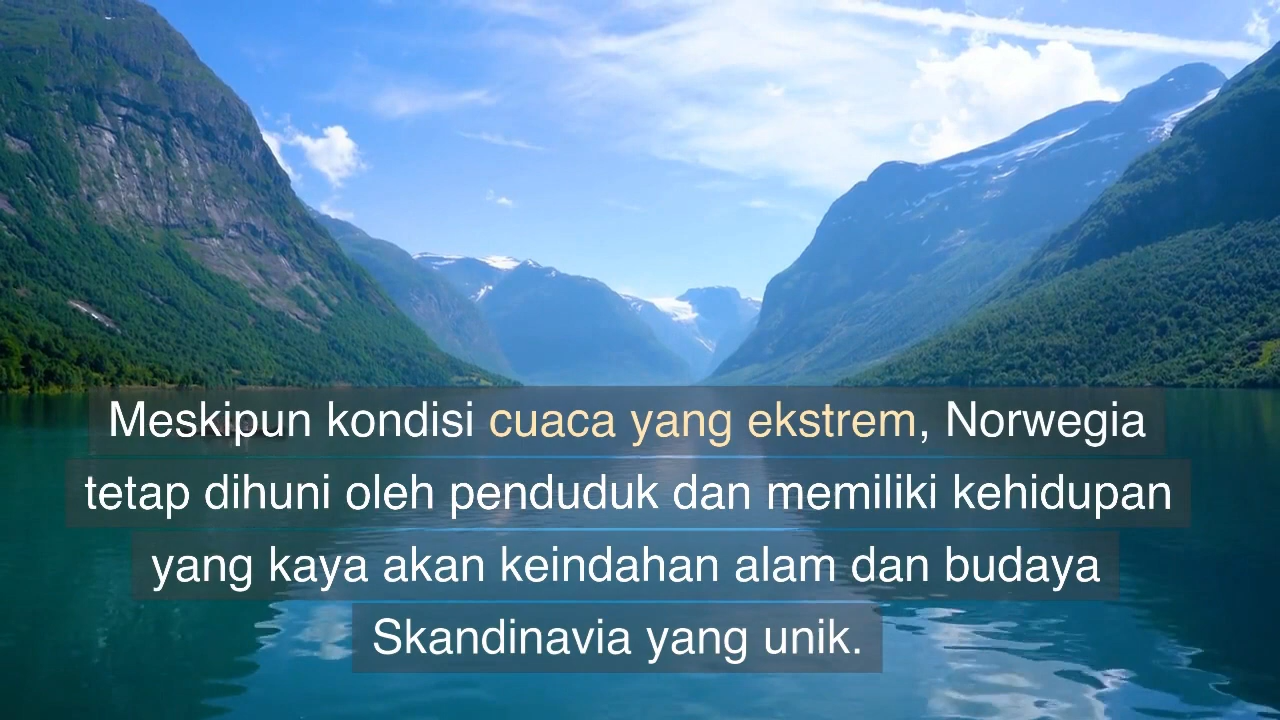 Meskipun kondisi cuaca yang ekstrem, Norwegia
tetap dihuni oleh penduduk dan memiliki kehidupan
yang kaya akan keindahan alam dan budaya
Skandinavia yang unik.